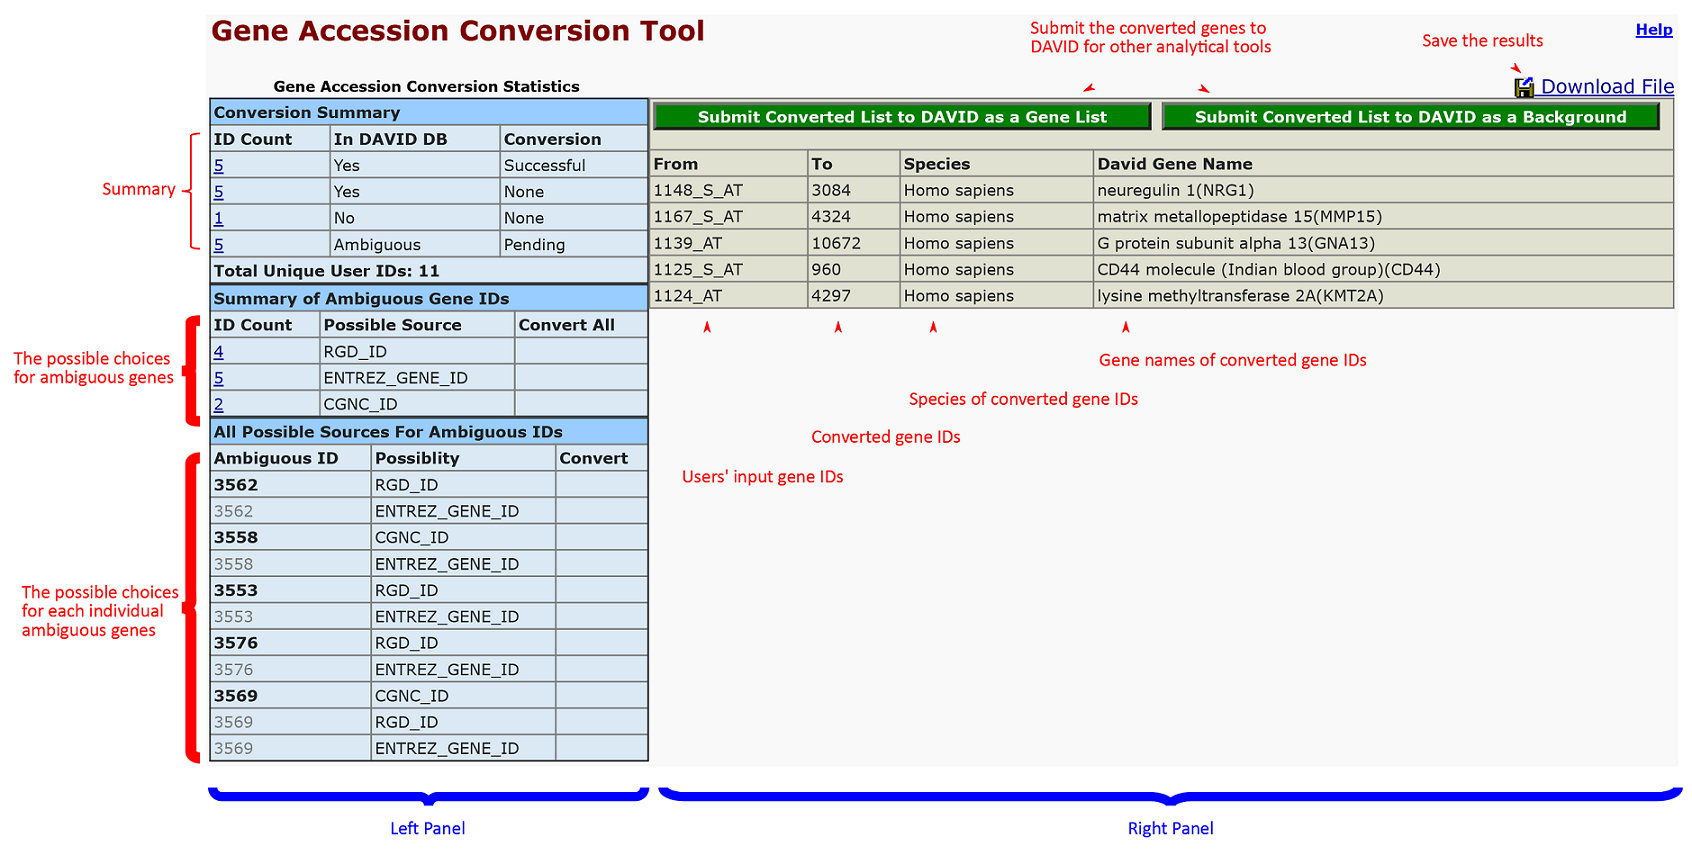 Gene Accession Conversion Tool
Submit the converted genes to
DAVID for other analytical tools
Save the results
Help
Download File
Gene Accession Conversion Statistics
Conversion Summary
ID Count In DAVID DB Conversion
5 Yes Successful
5 Yes None
1 No None
5 Ambiguous Pending
Total Unique User IDs: 11
Summary
Summary of Ambiguous Gene IDs
ID Count Possible Source Convert All
4 RGD_ID
5 ENTREZ_GENE_ID
2 CGNC_ID
The possible choices
for ambiguous genes
All Possible Sources For Ambiguous IDs
Ambiguous ID Possiblity Convert
3562 RGD_ID
3562 ENTREZ_GENE_ID
3558 CGNC_ID
3558 ENTREZ_GENE_ID
3553 RGD_ID
3553 ENTREZ_GENE_ID
3576 RGD_ID
3576 ENTREZ_GENE_ID
3569 CGNC_ID
3569 RGD_ID
3569 ENTREZ_GENE_ID
The possible choices
for each individual
ambiguous genes
Submit Converted List to DAVID as a Gene List
Submit Converted List to DAVID as a Background
From To Species David Gene Name
1148_S_AT 3084 Homo sapiens neuregulin 1(NRG1)
1167_S_AT 4324 Homo sapiens matrix metallopeptidase 15(MMP15)
1139_AT 10672 Homo sapiens G protein subunit alpha 13(GNA13)
1125_S_AT 960 Homo sapiens CD44 molecule (Indian blood group)(CD44)
1124_AT 4297 Homo sapiens lysine methyltransferase 2A(KMT2A)
Gene names of converted gene IDs
Species of converted gene IDs
Converted gene IDs
Users' input gene IDs
Left Panel
Right Panel